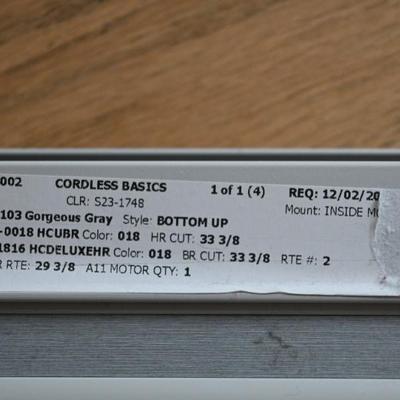 002 CORDLESS BASICS 1 of 1 (4) REQ: 12/02/20
CLR: S23-1748 Mount: INSIDE
103 Gorgeous Gray Style: BOTTOM UP
-0018 HCUBR Color: 018 HR CUT: 33 3/8
1816 HCDELUXEHR Color: 018 BR CUT: 33 3/8 RTE #: 2
R RTE: 29 3/8 A11 MOTOR QTY: 1